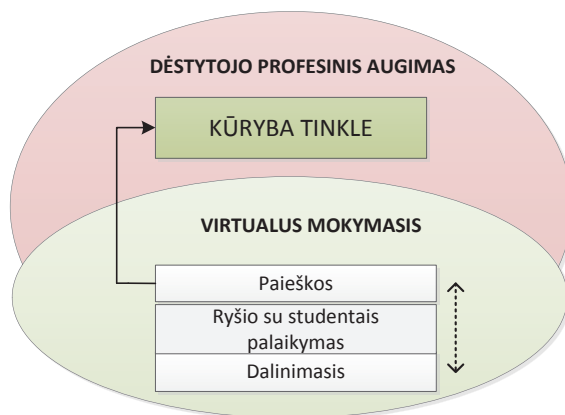 DĖSTYTOJO PROFESINIS AUGIMAS
KŪRYBA TINKLE
VIRTUALUS MOKYMASIS
Paieškos
Ryšio su studentais
palaikymas
Dalinimasis